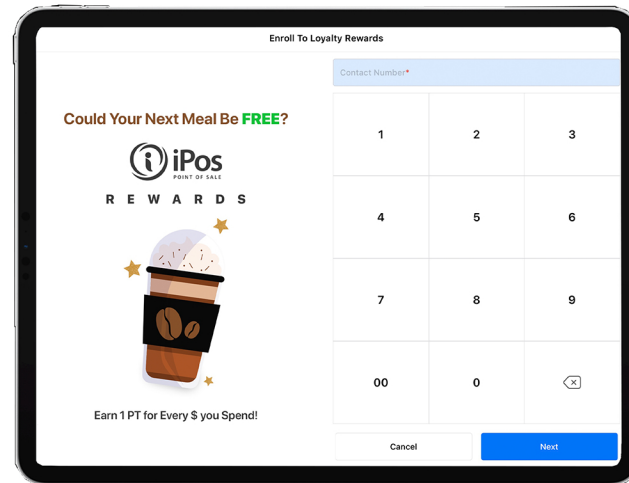 Enroll To Loyalty Rewards
Contact Number*
Could Your Next Meal Be FREE?
iPos
POINT OF SALE
REWARDS
Earn 1 PT for Every $ you Spend!
1 2 3
4 5 6
7 8 9
00 0
Cancel Next